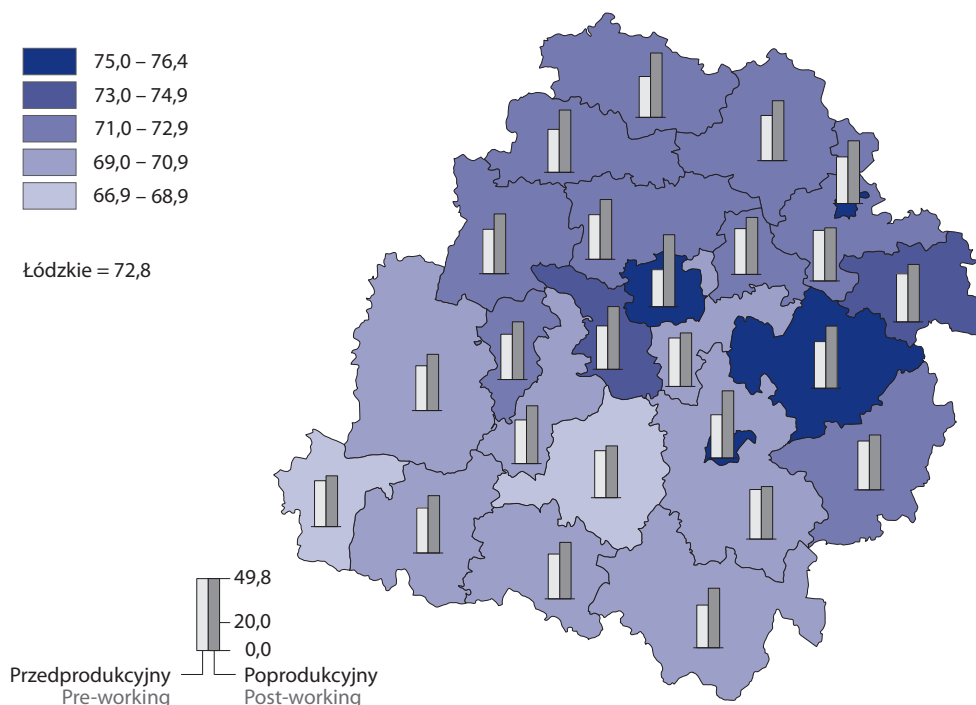 75,0 – 76,4
73,0 – 74,9
71,0 – 72,9
69,0 – 70,9
66,9 – 68,9
Łódzkie = 72,8
49,8
20,0
0,0
Przedprodukcyjny
Pre-working
Poprodukcyjny
Post-working